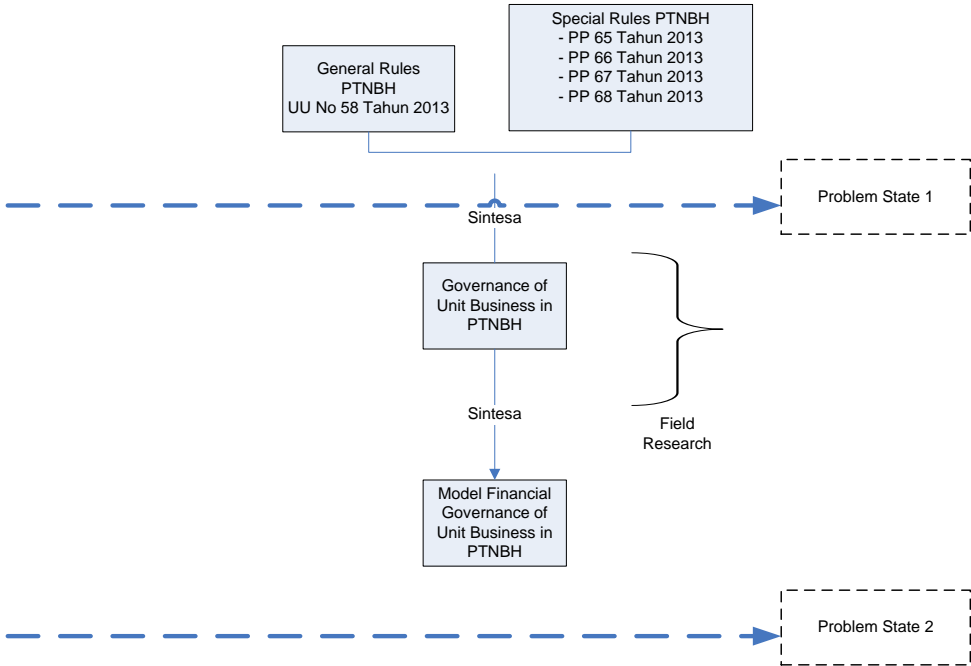 General Rules
PTNBH
UU No 58 Tahun 2013
Special Rules PTNBH
- PP 65 Tahun 2013
- PP 66 Tahun 2013
- PP 67 Tahun 2013
- PP 68 Tahun 2013
Problem State 1
Sintesa
Governance of
Unit Business in
PTNBH
Sintesa
Field
Research
Model Financial
Governance of
Unit Business in
PTNBH
Problem State 2